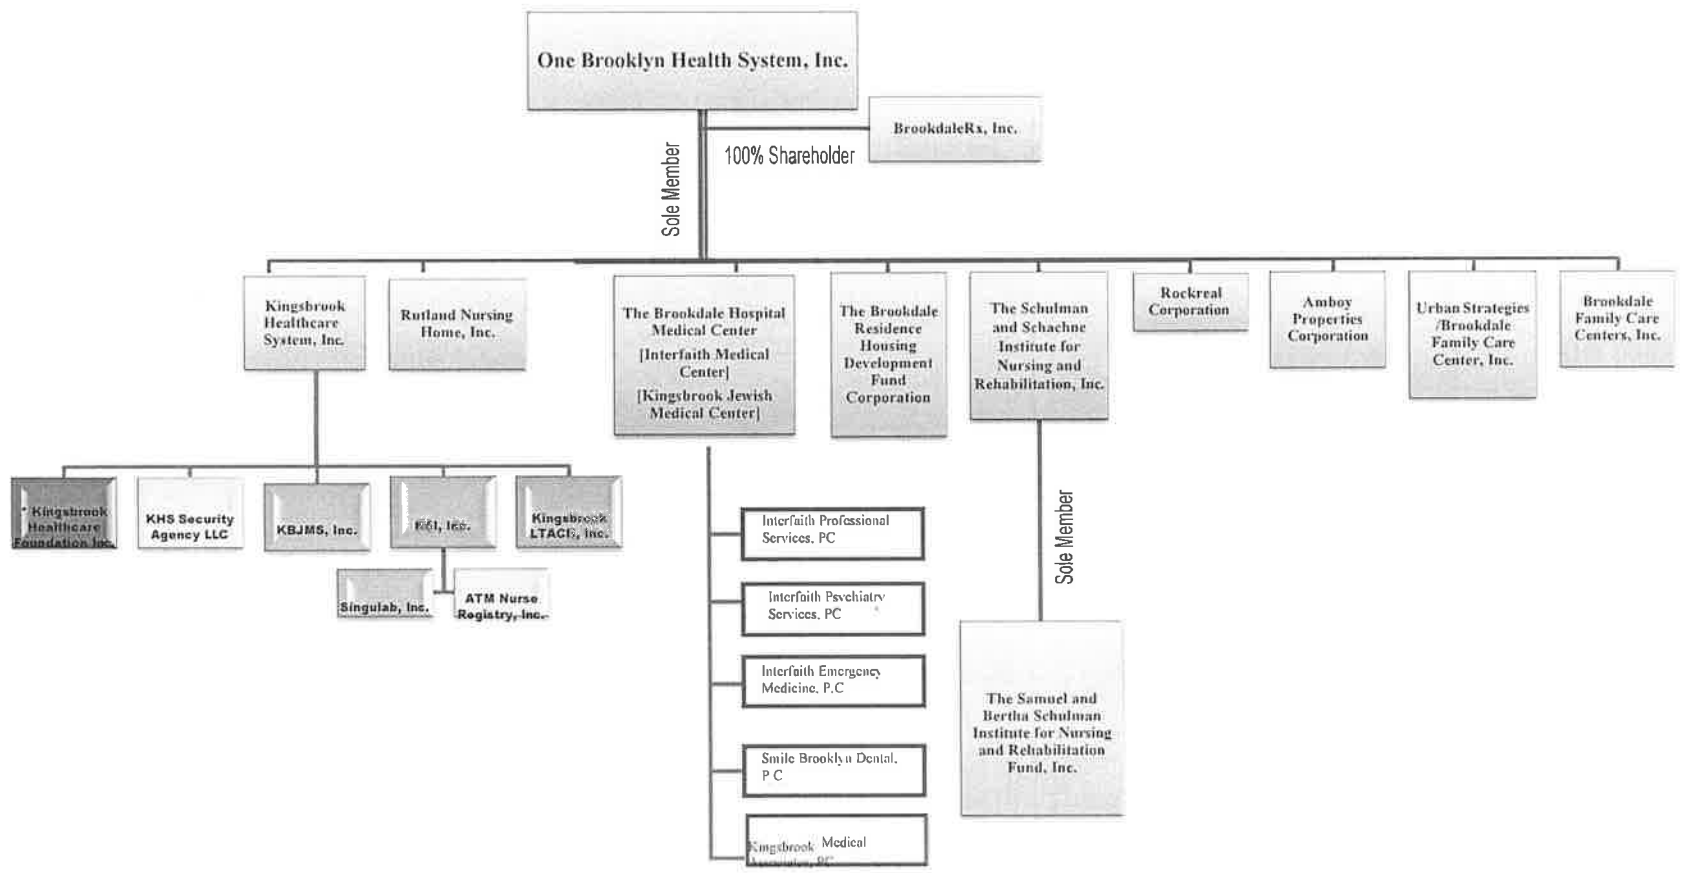 One Brooklyn Health System, Inc.
BrookdaleRx, Inc.
100% Shareholder
Sole Member
Kingsbrook
Healthcare
System, Inc.
Rutland Nursing
Home, Inc.
The Brookdale Hospital
Medical Center
[Interfaith Medical
Center]
[Kingsbrook Jewish
Medical Center]
The Brookdale
Residence
Housing
Development
Fund
Corporation
The Schulman
and Schachne
Institute for
Nursing and
Rehabilitation, Inc.
Rockreal
Corporation
Amboy
Properties
Corporation
Urban Strategies
/Brookdale
Family Care
Center, Inc.
Brookdale
Family Care
Centers, Inc.
* Kingsbrook
Healthcare
Foundation Inc.
KHS Security
Agency LLC
KBJMS, Inc.
Inc.
Kingsbrook
Inc.
Singulab, Inc.
ATM Nurse
Registry, Inc.
Interfaith Professional
Services, PC
Interfaith Psychiatry
Services, PC
Interfaith Emergency
Medicine, P.C
Smile Brooklyn Dental,
P C
Kingsbrook Medical
PC
Sole Member
The Samuel and
Bertha Schulman
Institute for Nursing
and Rehabilitation
Fund, Inc.